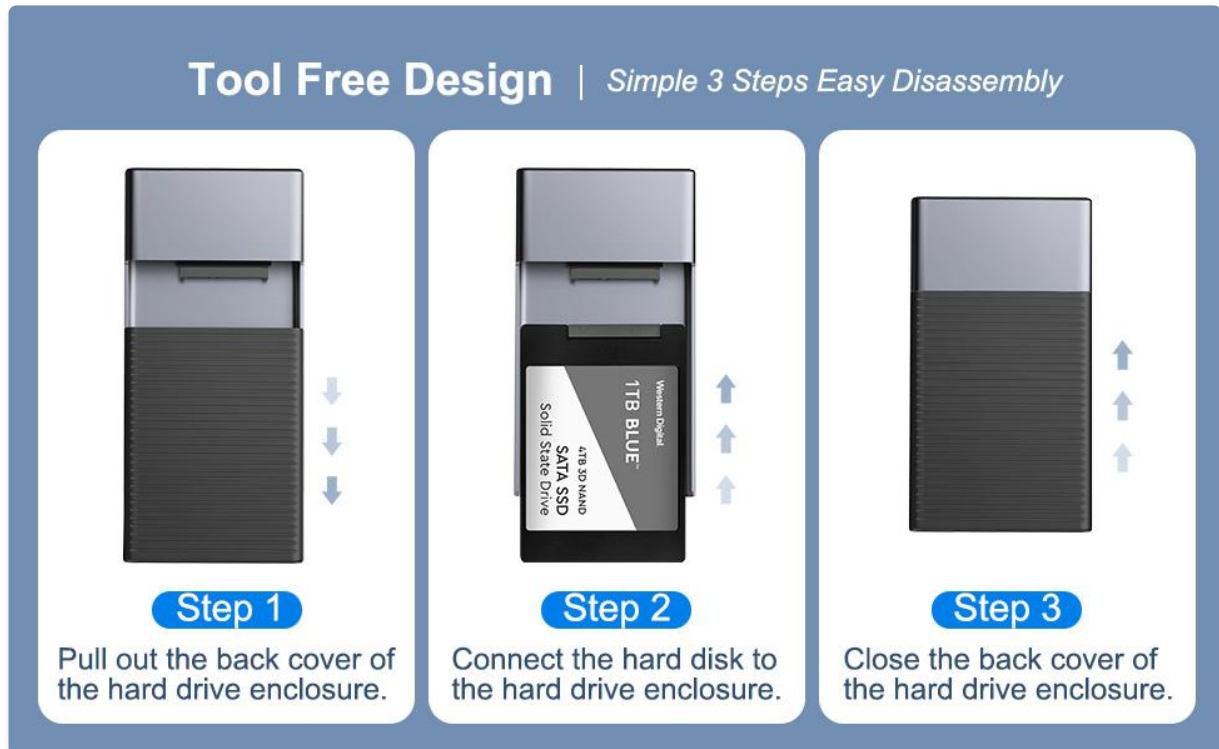 Tool Free Design | Simple 3 Steps Easy Disassembly
Western Digital
1TB BLUE™
4TB 3D NAND
SATA SSD
Solid State Drive
Step 1
Pull out the back cover of
the hard drive enclosure.
Step 2
Connect the hard disk to
the hard drive enclosure.
Step 3
Close the back cover of
the hard drive enclosure.